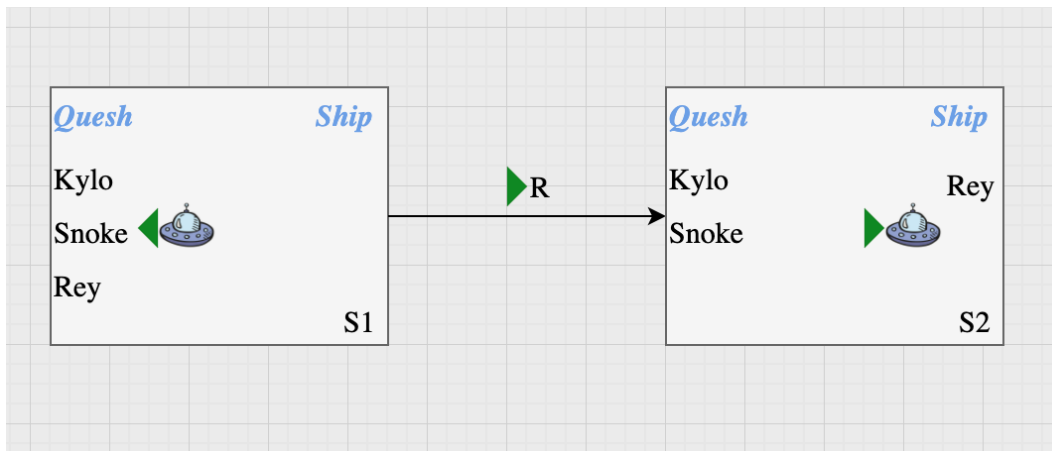 Quesh Ship
Kylo
Snoke
Rey
S1
R
Quesh Ship
Kylo
Rey
Snoke
S2